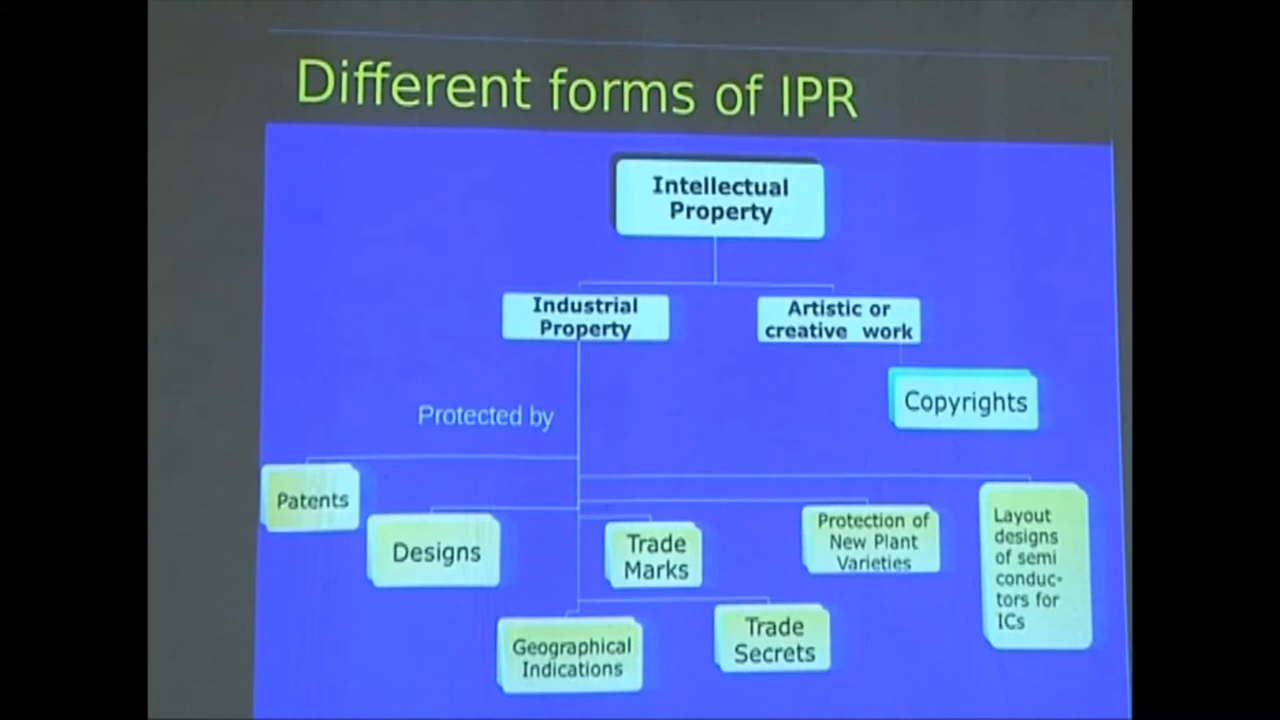 Different forms of IPR
Intellectual
Property
Industrial
Property
Artistic or
creative work
Copyrights
Protected by
Patents
Designs
Trade
Marks
Protection of
New Plant
Varieties
Layout
designs
of semi
conduc-
tors for
ICs
Geographical
Indications
Trade
Secrets